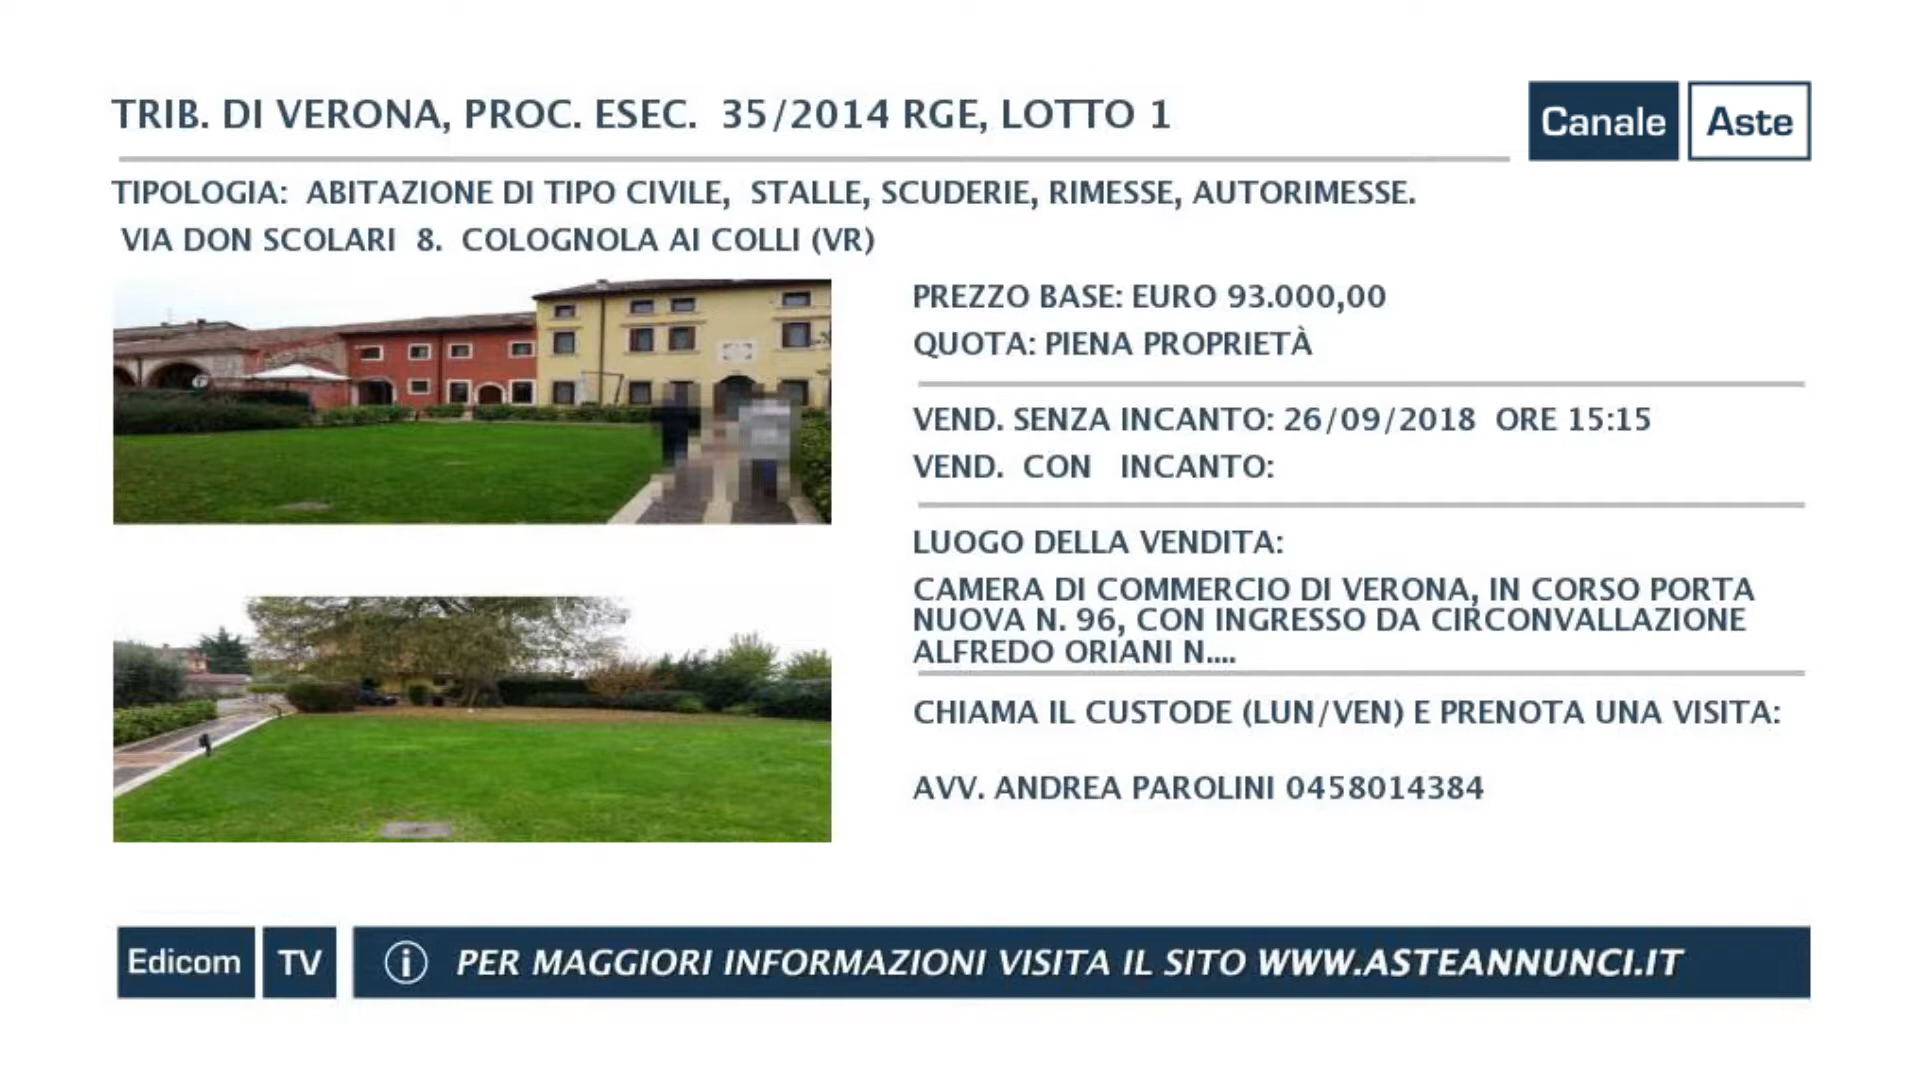 TRIB. DI VERONA, PROC. ESEC. 35/2014 RGE, LOTTO 1
Canale Aste
TIPOLOGIA: ABITAZIONE DI TIPO CIVILE, STALLE, SCUDERIE, RIMESSE, AUTORIMESSE.
VIA DON SCOLARI 8. COLOGNOLA AI COLLI (VR)
PREZZO BASE: EURO 93.000,00
QUOTA: PIENA PROPRIETÀ
VEND. SENZA INCANTO: 26/09/2018 ORE 15:15
VEND. CON INCANTO:
LUOGO DELLA VENDITA:
CAMERA DI COMMERCIO DI VERONA, IN CORSO PORTA
NUOVA N. 96, CON INGRESSO DA CIRCONVALLAZIONE
ALFREDO ORIANI N....
CHIAMA IL CUSTODE (LUN/VEN) E PRENOTA UNA VISITA:
AVV. ANDREA PAROLINI 0458014384
Edicom TV
PER MAGGIORI INFORMAZIONI VISITA IL SITO WWW.ASTEANNUNCI.IT